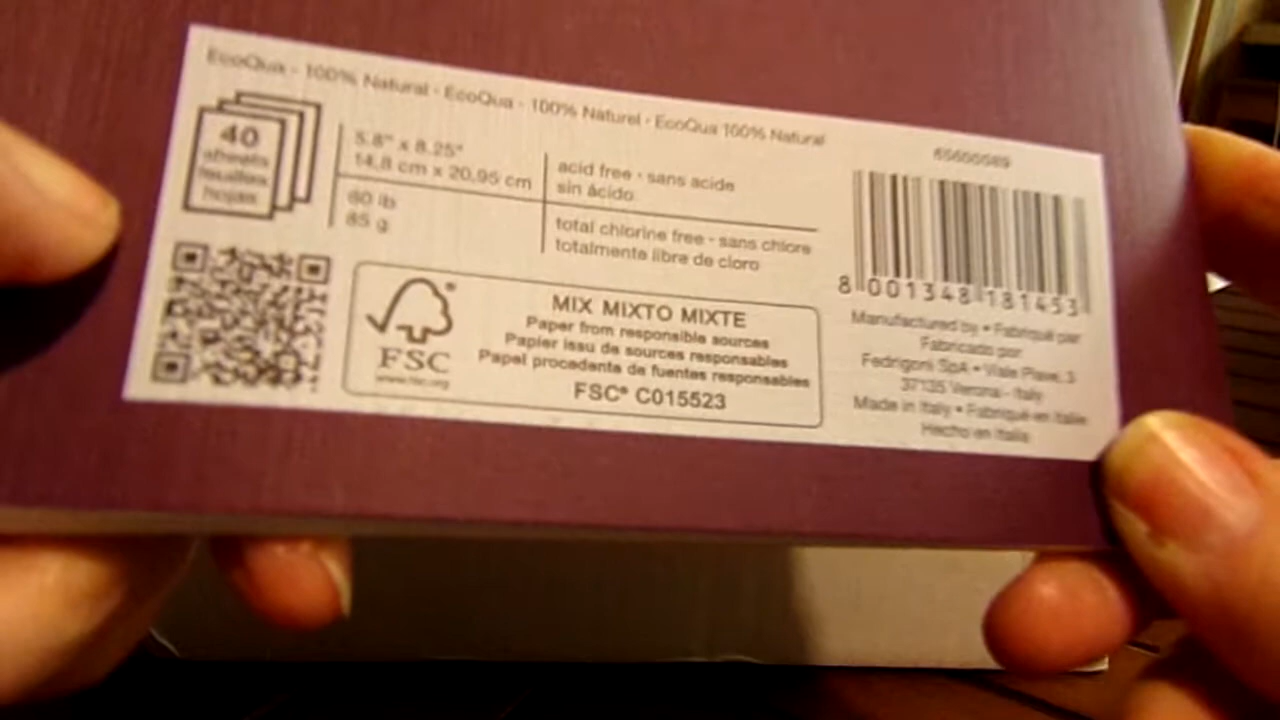 EcoQua - 100% Natural · EcoQua - 100% Naturel · EcoQua 100% Natural
40
sheets
feuilles
hojas
5.8" x 8.25"
14,8 cm x 20,95 cm
60 lb
85 g
acid free · sans acide
sin ácido
total chlorine free · sans chlore
totalmente libre de cloro
FSC®
www.fsc.org
MIX MIXTO MIXTE
Paper from responsible sources
Papier issu de sources responsables
Papel procedente de fuentes responsables
FSC® C015523
8 001348 181453
Manufactured by • Fabriqué par
Fabricado por
Fedrigoni SpA • Viale Piave, 3
37135 Verona - Italy
Made in Italy • Fabriqué en Italie
Hecho en Italia